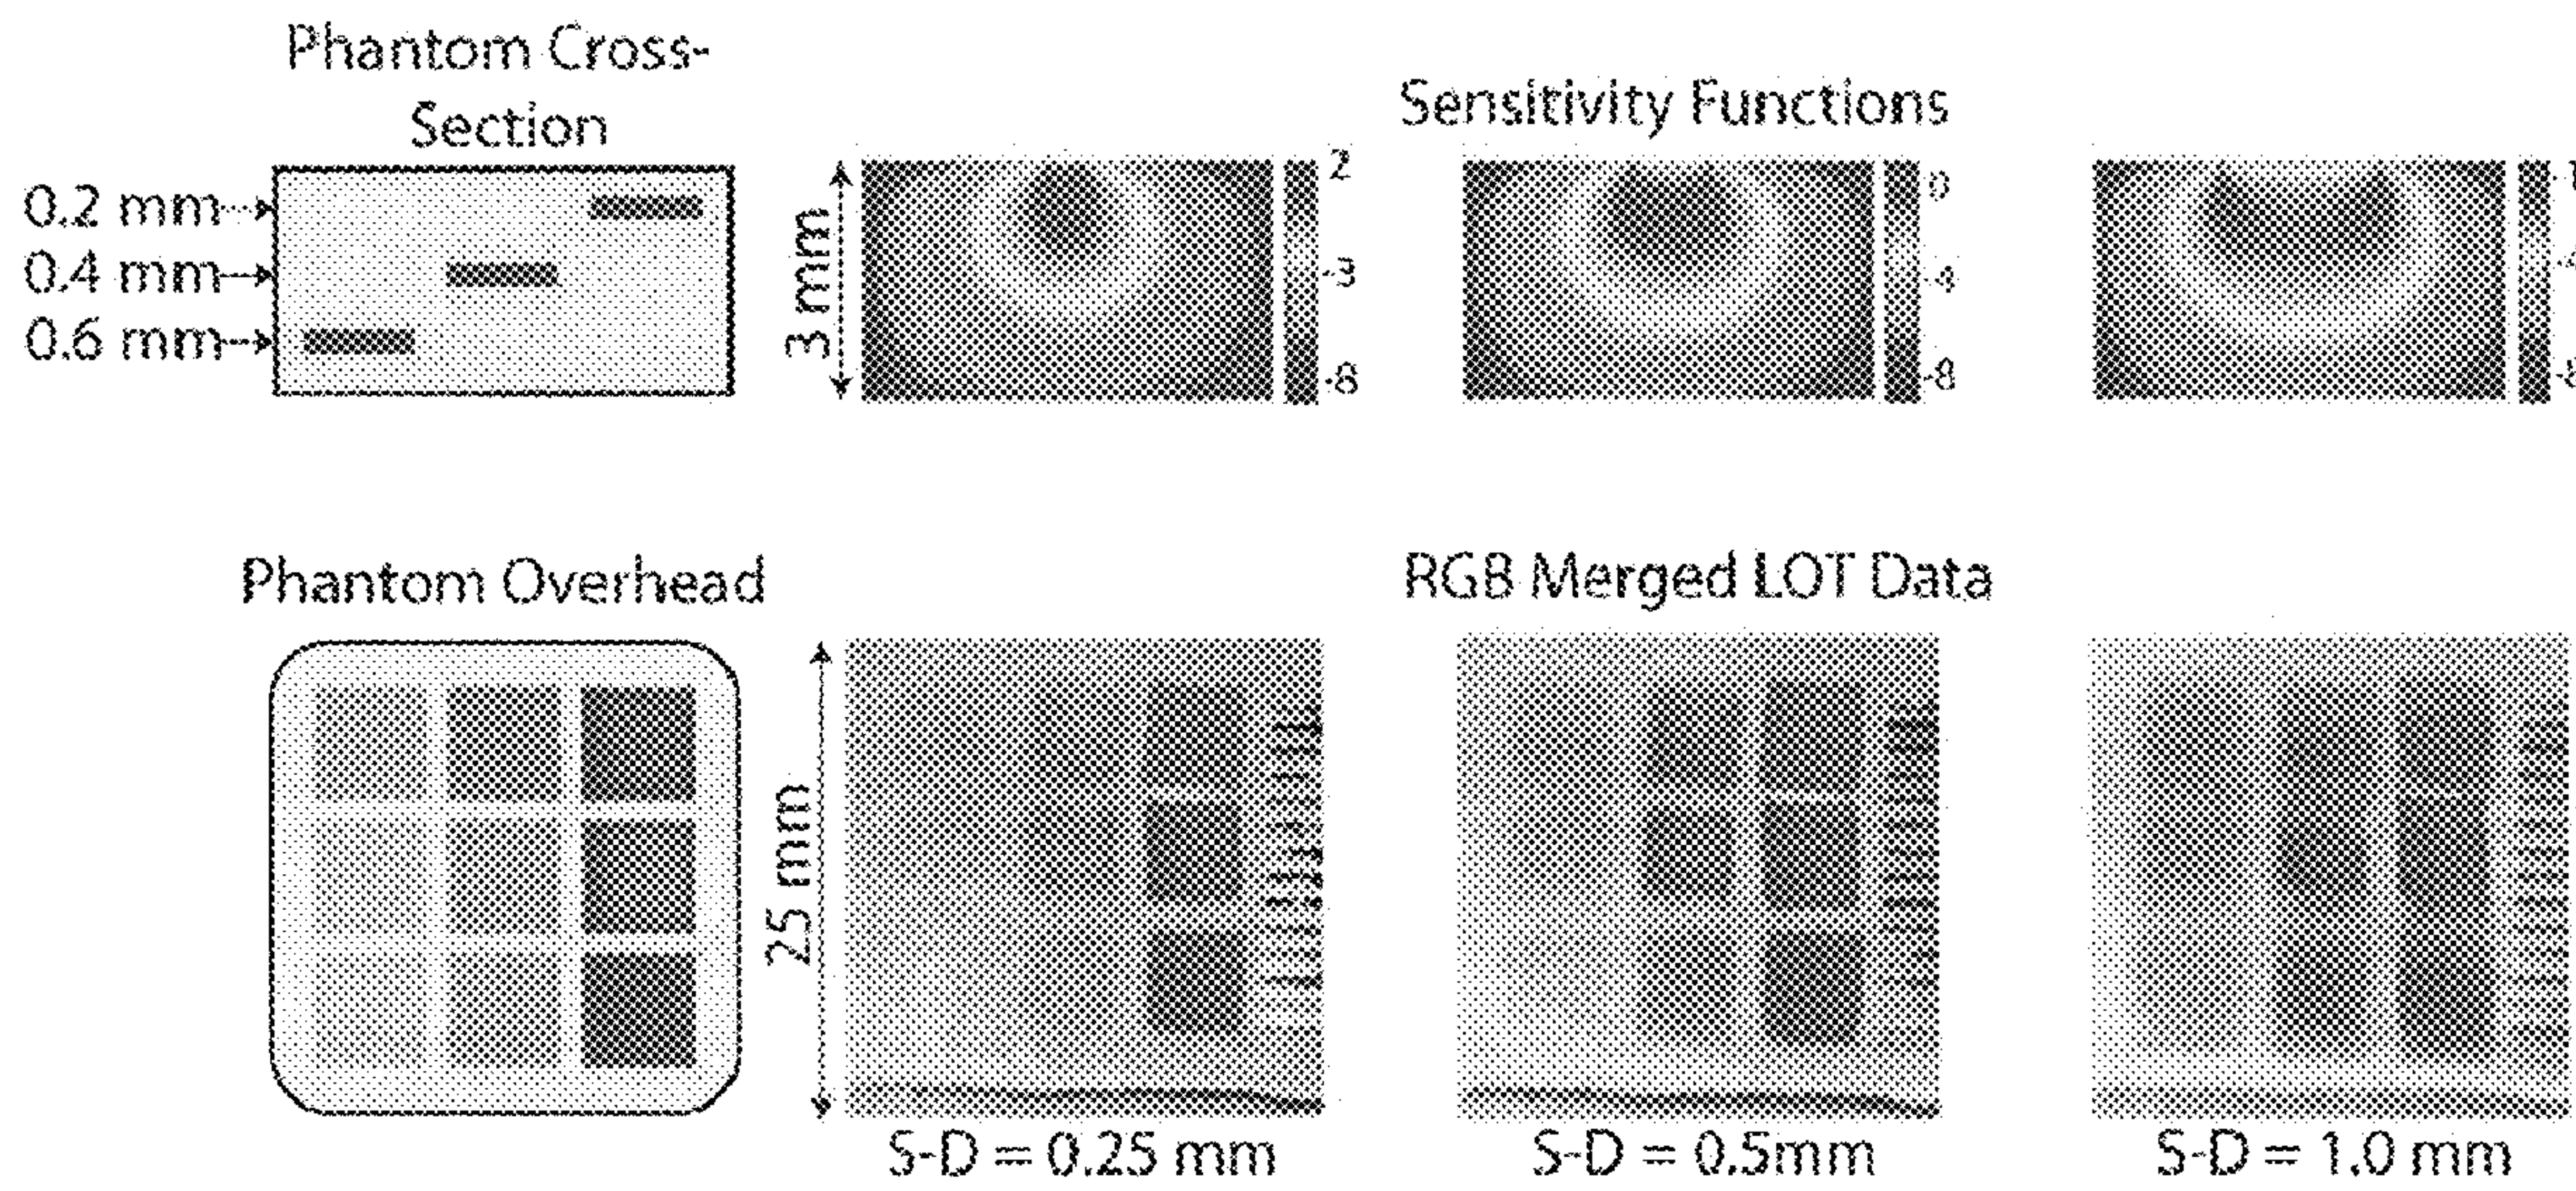 Phantom Cross-
Section
0.2 mm
0.4 mm
0.6 mm
3 mm
Sensitivity Functions
2
-3
-8
0
-4
-8
Phantom Overhead
25 mm
RGB Merged LOT Data
S-D = 0.25 mm
S-D = 0.5mm
S-D = 1.0 mm